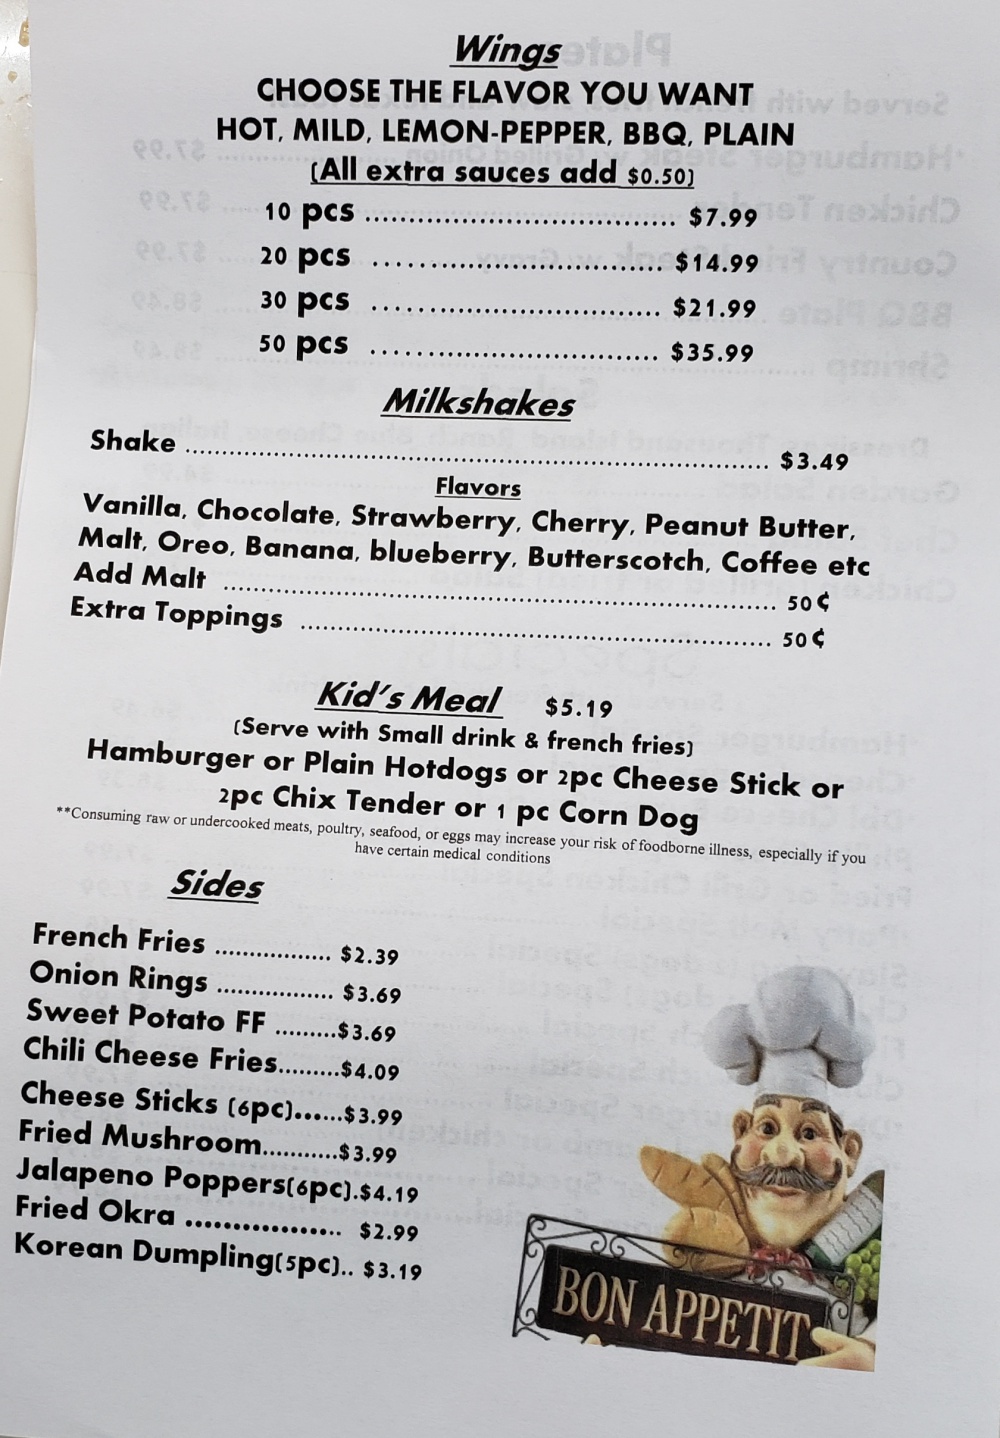 Wings
CHOOSE THE FLAVOR YOU WANT
HOT, MILD, LEMON-PEPPER, BBQ, PLAIN
(All extra sauces add $0.50)
10 pcs .................................... $7.99
20 pcs .................................. $14.99
30 pcs .................................. $21.99
50 pcs .................................. $35.99
Milkshakes
Shake ........................................................................ $3.49
Flavors
Vanilla, Chocolate, Strawberry, Cherry, Peanut Butter,
Malt, Oreo, Banana, blueberry, Butterscotch, Coffee etc
Add Malt .................................................................... 50¢
Extra Toppings .......................................................... 50¢
Kid's Meal $5.19
(Serve with Small drink & french fries)
Hamburger or Plain Hotdogs or 2pc Cheese Stick or
2pc Chix Tender or 1 pc Corn Dog
**Consuming raw or undercooked meats, poultry, seafood, or eggs may increase your risk of foodborne illness, especially if you
have certain medical conditions
Sides
French Fries ................. $2.39
Onion Rings ................. $3.69
Sweet Potato FF .........$3.69
Chili Cheese Fries.........$4.09
Cheese Sticks (6pc)......$3.99
Fried Mushroom...........$3.99
Jalapeno Poppers(6pc).$4.19
Fried Okra ................. $2.99
Korean Dumpling(5pc).. $3.19
BON APPETIT